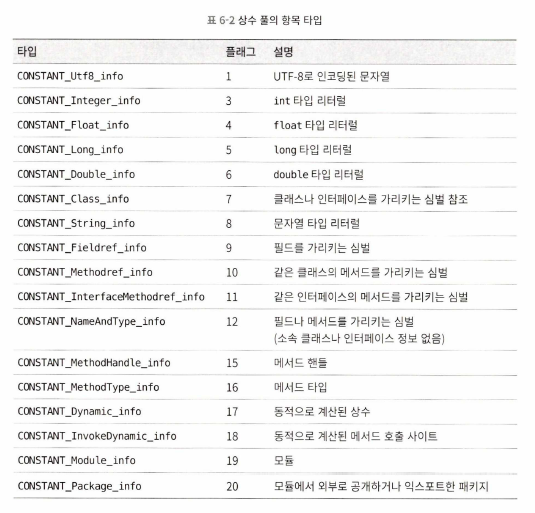 표 6-2 상수 풀의 항목 타입
타입 플래그 설명
CONSTANT_Utf8_info 1 UTF-8로 인코딩된 문자열
CONSTANT_Integer_info 3 int 타입 리터럴
CONSTANT_Float_info 4 float 타입 리터럴
CONSTANT_Long_info 5 long 타입 리터럴
CONSTANT_Double_info 6 double 타입 리터럴
CONSTANT_Class_info 7 클래스나 인터페이스를 가리키는 심벌 참조
CONSTANT_String_info 8 문자열 타입 리터럴
CONSTANT_Fieldref_info 9 필드를 가리키는 심벌
CONSTANT_Methodref_info 10 같은 클래스의 메서드를 가리키는 심벌
CONSTANT_InterfaceMethodref_info 11 같은 인터페이스의 메서드를 가리키는 심벌
CONSTANT_NameAndType_info 12 필드나 메서드를 가리키는 심벌
(소속 클래스나 인터페이스 정보 없음)
CONSTANT_MethodHandle_info 15 메서드 핸들
CONSTANT_MethodType_info 16 메서드 타입
CONSTANT_Dynamic_info 17 동적으로 계산된 상수
CONSTANT_InvokeDynamic_info 18 동적으로 계산된 메서드 호출 사이트
CONSTANT_Module_info 19 모듈
CONSTANT_Package_info 20 모듈에서 외부로 공개하거나 익스포트한 패키지